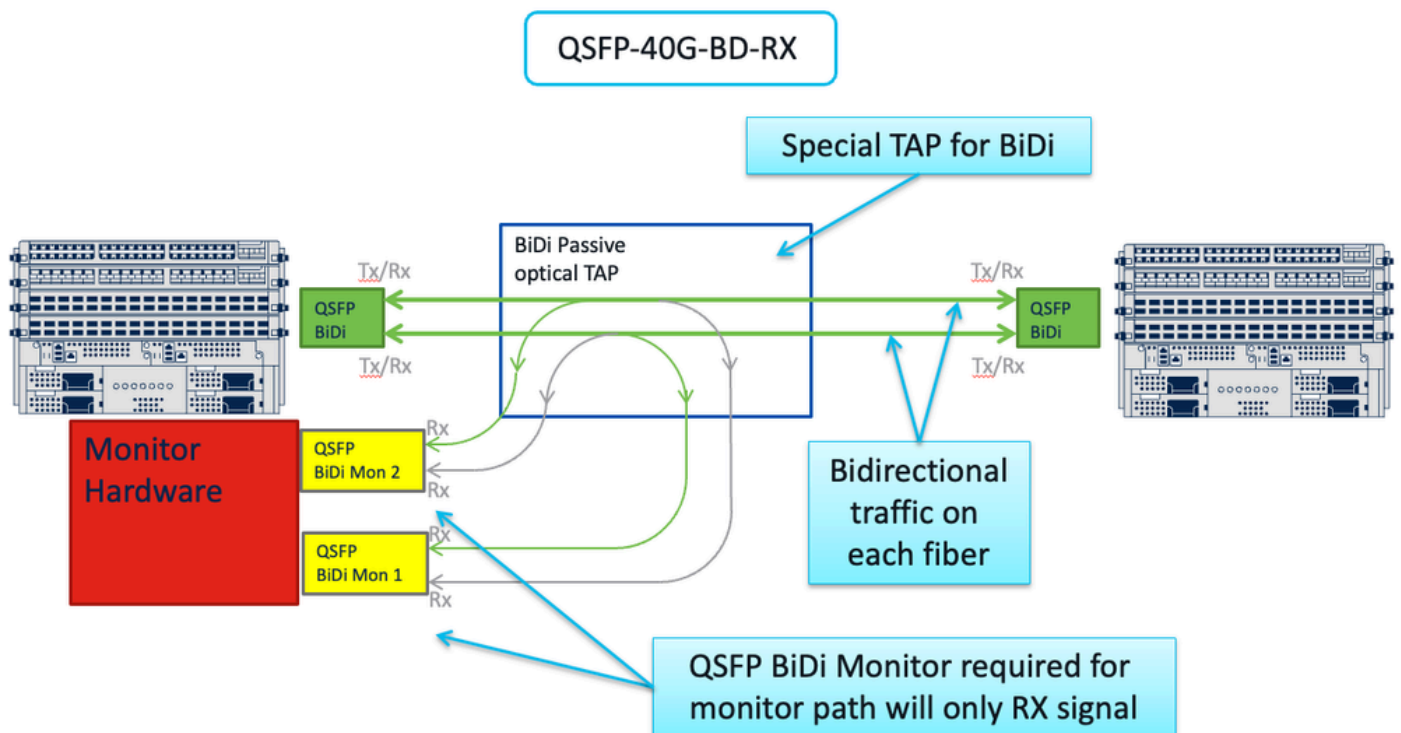 QSFP-40G-BD-RX
Special TAP for BiDi
BiDi Passive
optical TAP
Tx/Rx
Tx/Rx
QSFP
BiDi
QSFP
BiDi
Tx/Rx
Tx/Rx
Monitor
Hardware
QSFP
BiDi Mon 2
Rx
Rx
QSFP
BiDi Mon 1
Rx
Rx
Bidirectional
traffic on
each fiber
QSFP BiDi Monitor required for
monitor path will only RX signal